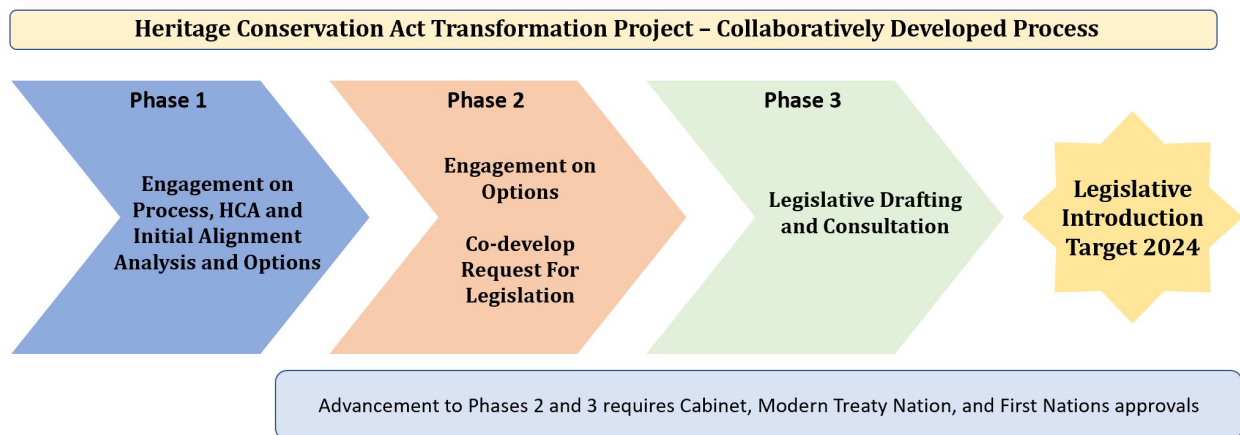 Heritage Conservation Act Transformation Project – Collaboratively Developed Process
Phase 1
Engagement on
Process, HCA and
Initial Alignment
Analysis and Options
Phase 2
Engagement on
Options
Co-develop
Request For
Legislation
Phase 3
Legislative Drafting
and Consultation
Legislative
Introduction
Target 2024
Advancement to Phases 2 and 3 requires Cabinet, Modern Treaty Nation, and First Nations approvals